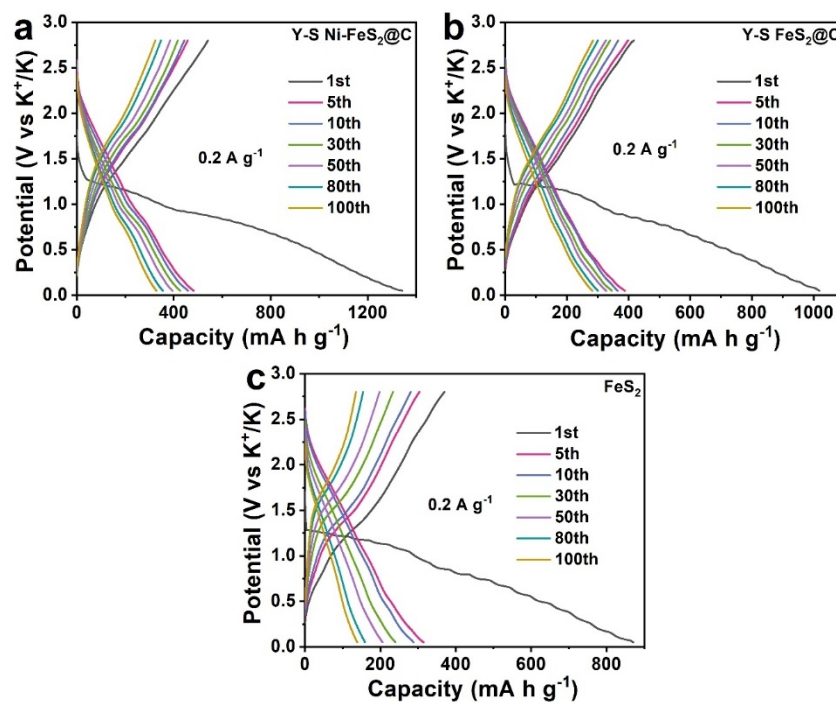 a
Y-S Ni-FeS₂@C
3.0
2.5
2.0
1.5
1.0
0.5
0.0
Potential (V vs K⁺/K)
0.2 A g⁻¹
1st
5th
10th
30th
50th
80th
100th
0 400 800 1200
Capacity (mA h g⁻¹)
b
Y-S FeS₂@C
3.0
2.5
2.0
1.5
1.0
0.5
0.0
Potential (V vs K⁺/K)
0.2 A g⁻¹
1st
5th
10th
30th
50th
80th
100th
0 200 400 600 800 1000
Capacity (mA h g⁻¹)
c
FeS₂
3.0
2.5
2.0
1.5
1.0
0.5
0.0
Potential (V vs K⁺/K)
0.2 A g⁻¹
1st
5th
10th
30th
50th
80th
100th
0 200 400 600 800
Capacity (mA h g⁻¹)